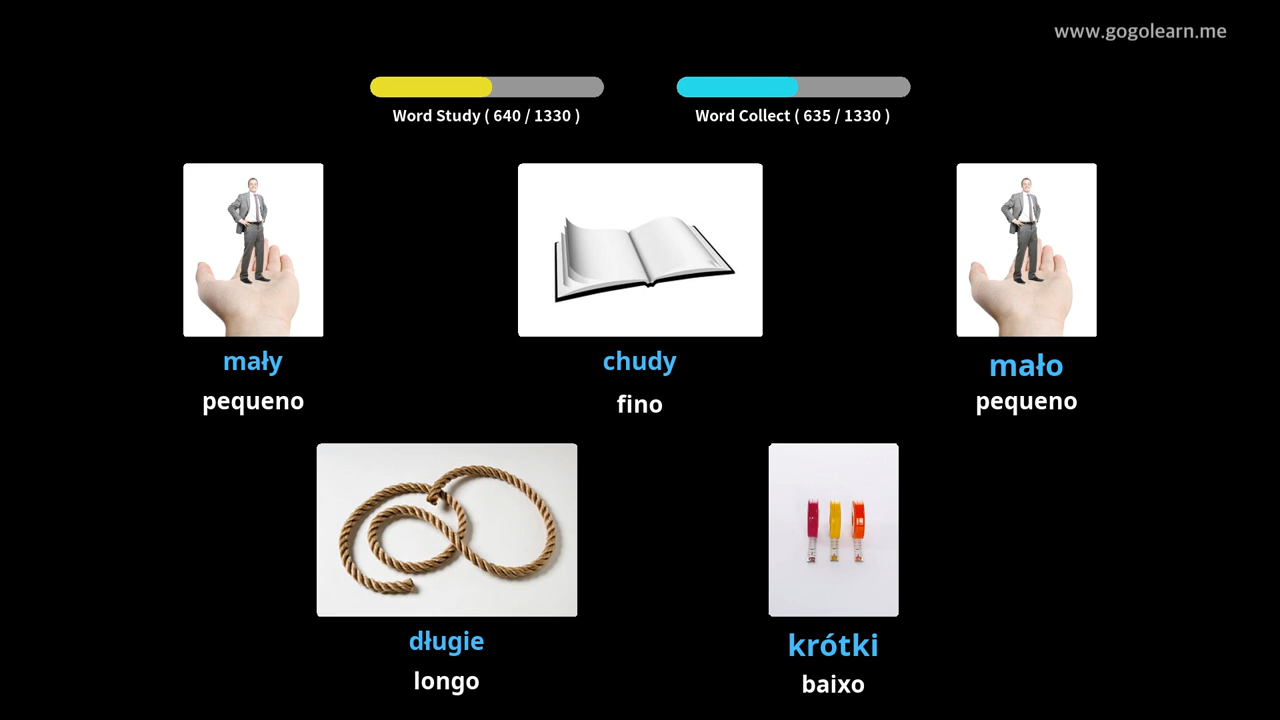 www.gogolearn.me
Word Study ( 640 / 1330 )
Word Collect ( 635 / 1330 )
mały
pequeno
chudy
fino
mało
pequeno
długie
longo
krótki
baixo